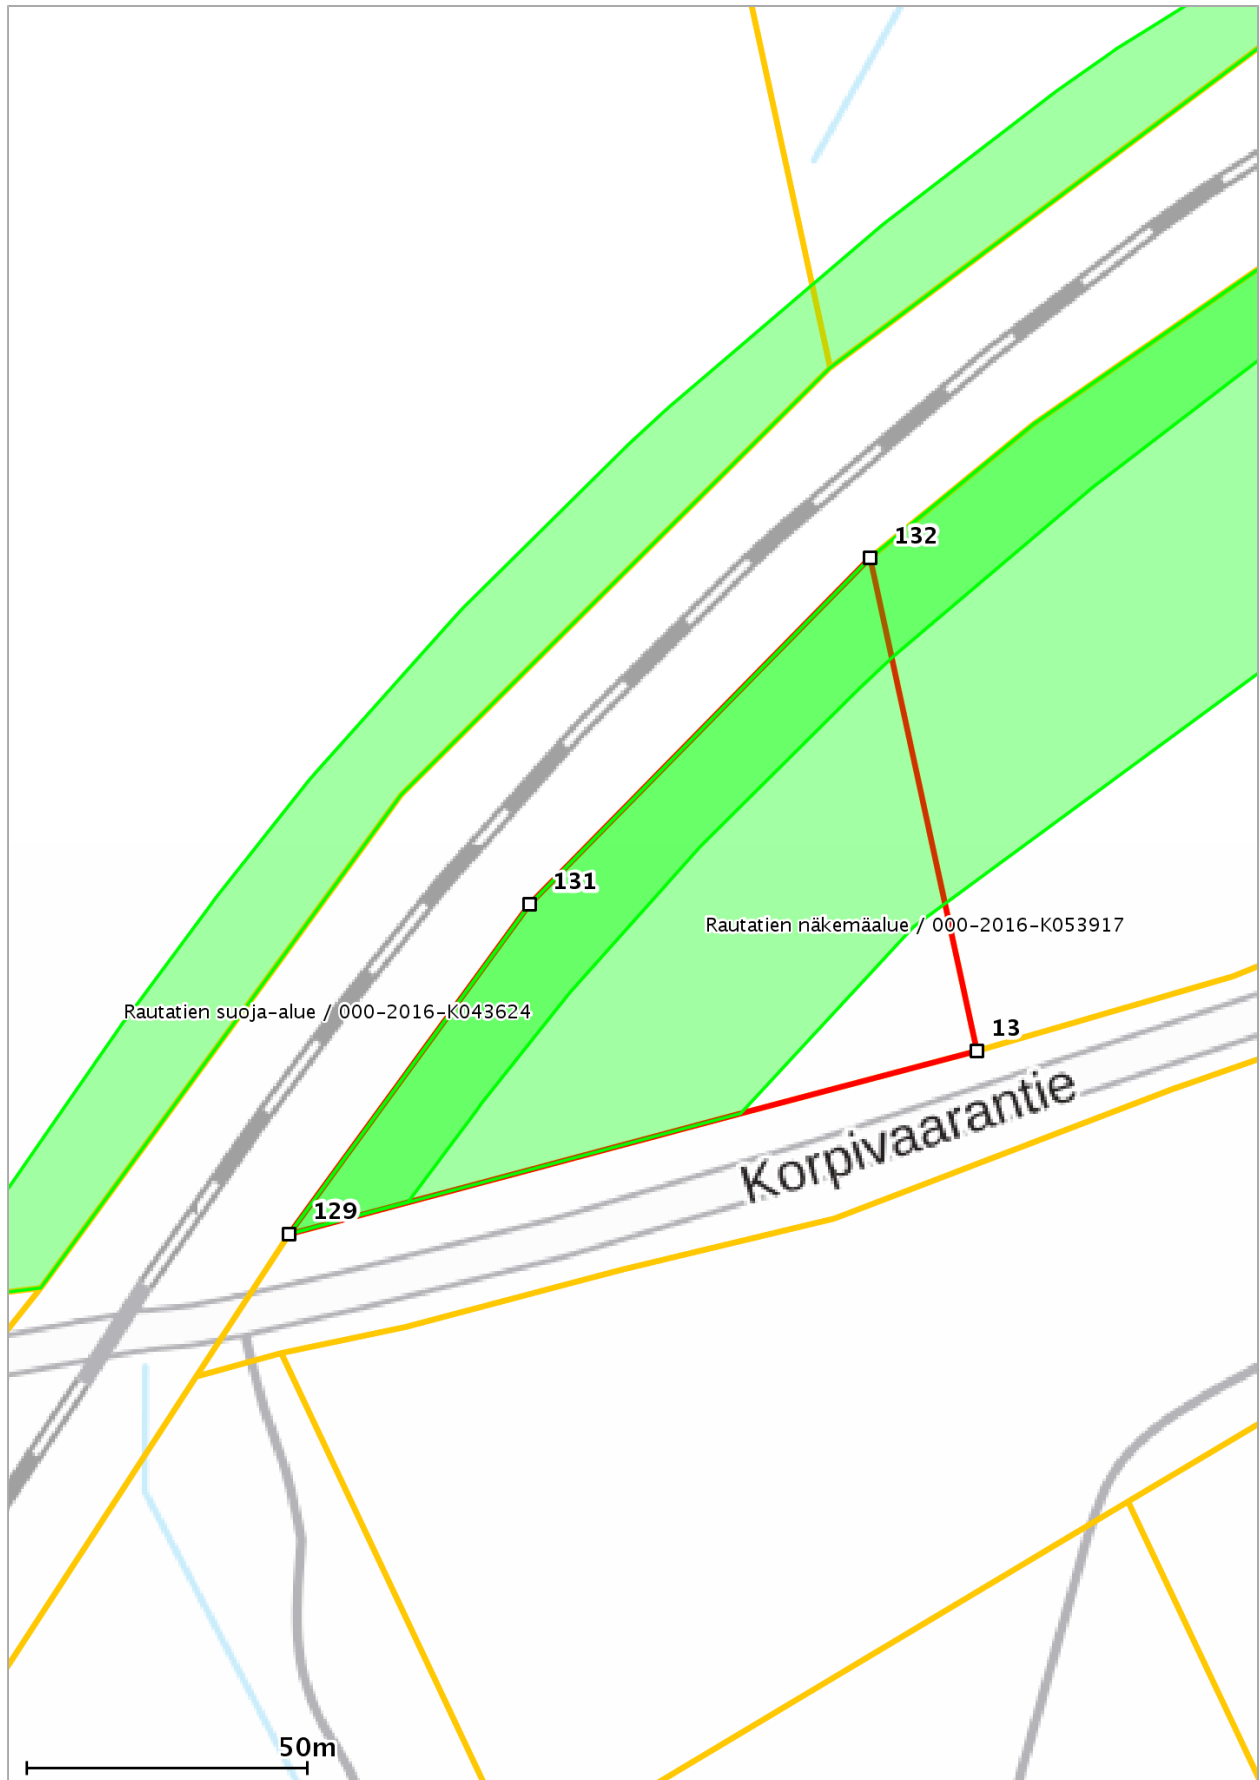 132
131
Rautatien näkemäalue / 000-2016-K053917
Rautatien suoja-alue / 000-2016-K043624
13
Korpivaarantie
129
50m